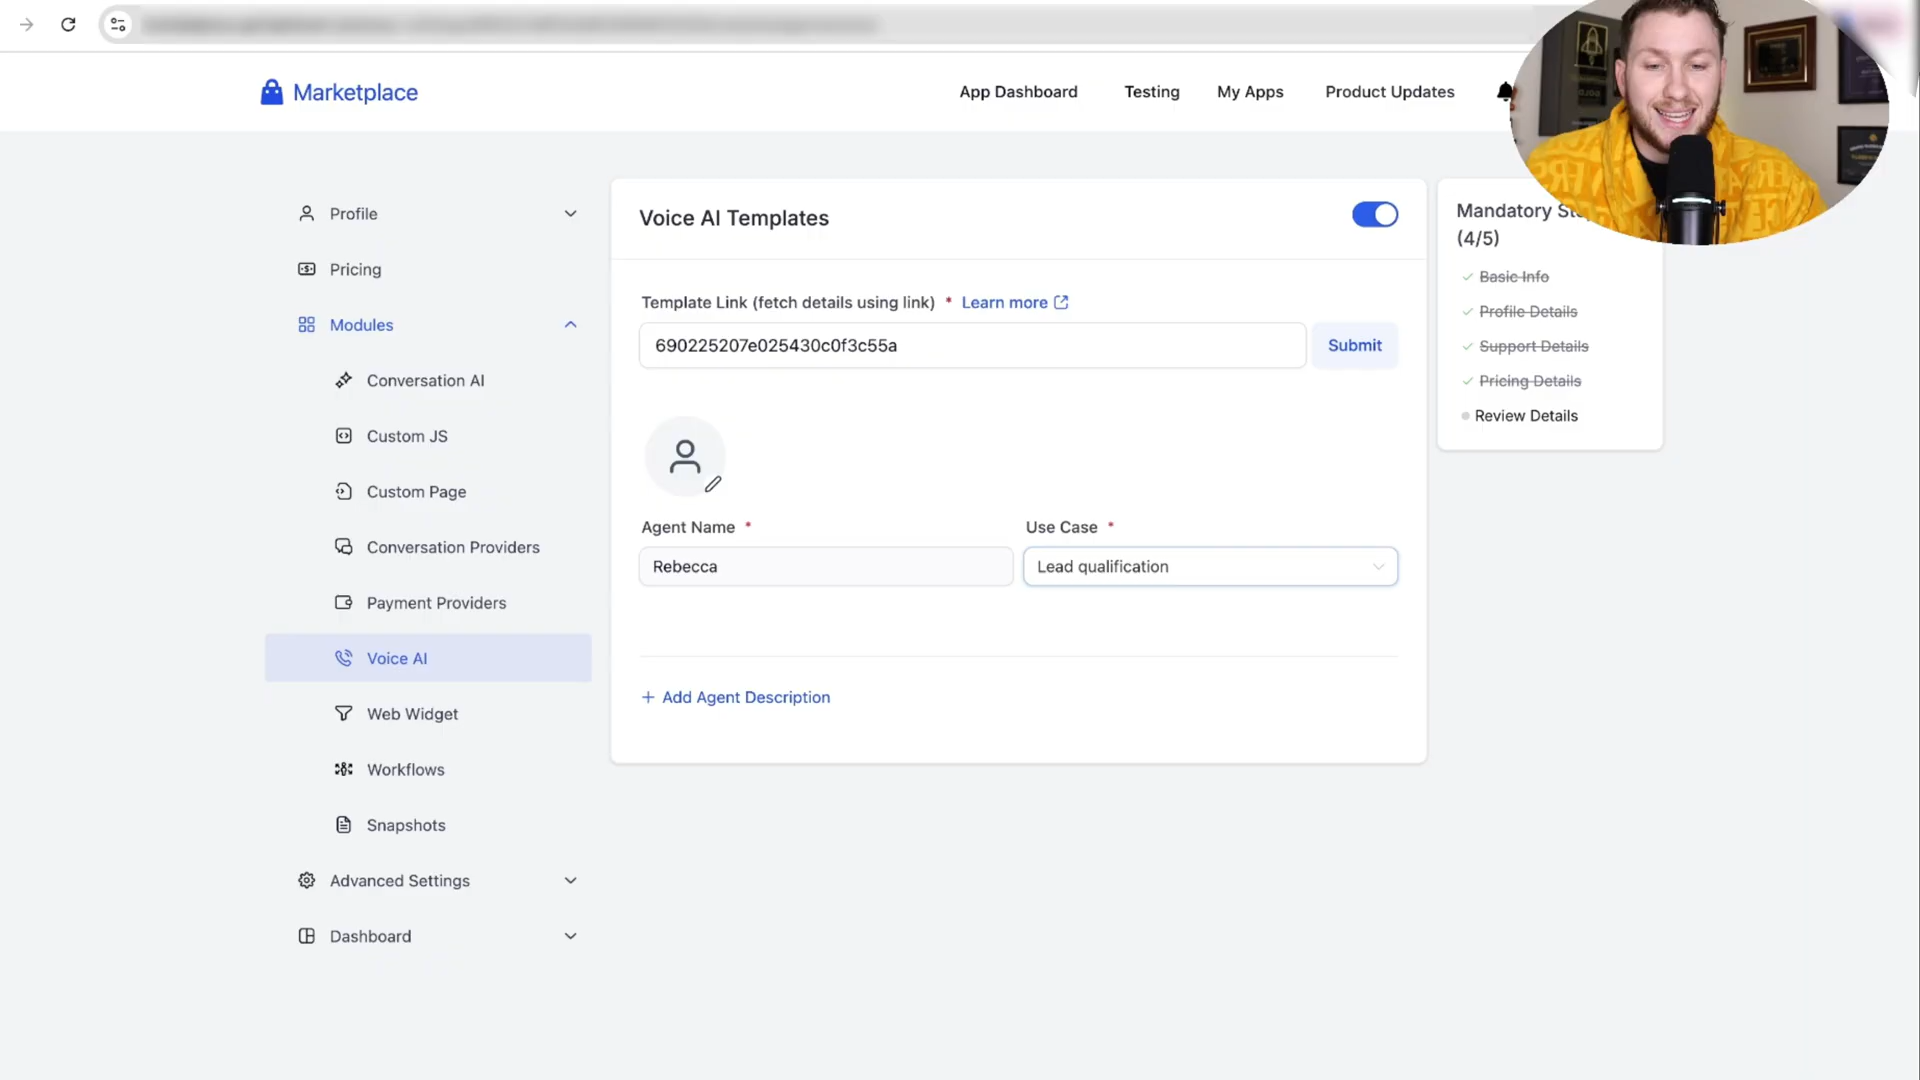 Marketplace
App Dashboard
Testing
My Apps
Product Updates
Profile
Pricing
Modules
Conversation AI
Custom JS
Custom Page
Conversation Providers
Payment Providers
Voice AI
Web Widget
Workflows
Snapshots
Advanced Settings
Dashboard
Voice AI Templates
Template Link (fetch details using link) * Learn more
690225207e025430c0f3c55a
Submit
Agent Name *
Use Case *
Rebecca
Lead qualification
+ Add Agent Description
Mandatory
(4/5)
Basic Info
Profile Details
Support Details
Pricing Details
Review Details